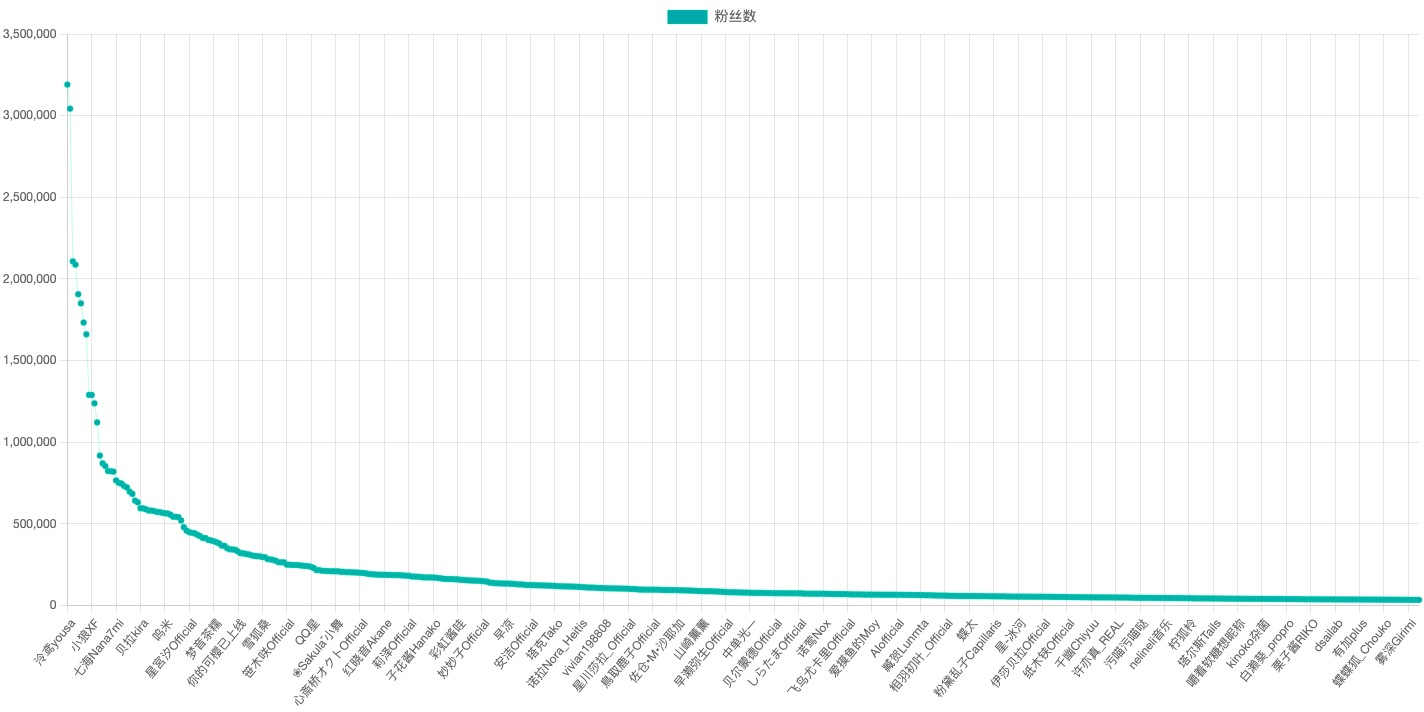 粉丝数
3,500,000
3,000,000
2,500,000
2,000,000
1,500,000
1,000,000
500,000
0
泠鸢yousa
小狠XF
七海Nana7mi
贝拉kira
呜米
星宮汐Official
梦音茶糯
你的可樱已上线
雪狐桑
笹木咲Official
QQ星
❀Sakula°小舞
心斎桥オクトOfficial
红晓音Akane
莉泽Official
子花酱Hanako
彩虹酱哇
妙妙子Official
早凉
安洁Official
塔克Tako
诺拉Nora_Heitis
vivian198808
星川莎拉_Official
鳥取鹿子Official
佐仓·M·沙耶加
山崎薰薰
早濑弥生Official
中单光一
贝尔蒙德Official
しらたまOfficial
诺莺Nox
飞鸟尤卡里Official
爱摸鱼的Moy
AIofficial
臧贺Lunmta
相羽初叶_Official
蝶太
粉黛乱子Capillaris
星·冰河
伊莎贝拉Official
纸木铗Official
千幽Chiyuu
许亦真_REAL
污喵污喵哒
nelineli音乐
柠狐柃
塔尔斯Tails
嚼着软糖想昵称
kinoko杂菌
白濑葵_propro
栗子酱RIKO
dsailab
有加plus
蝶蝶狐_Chouko
雾深Girimi